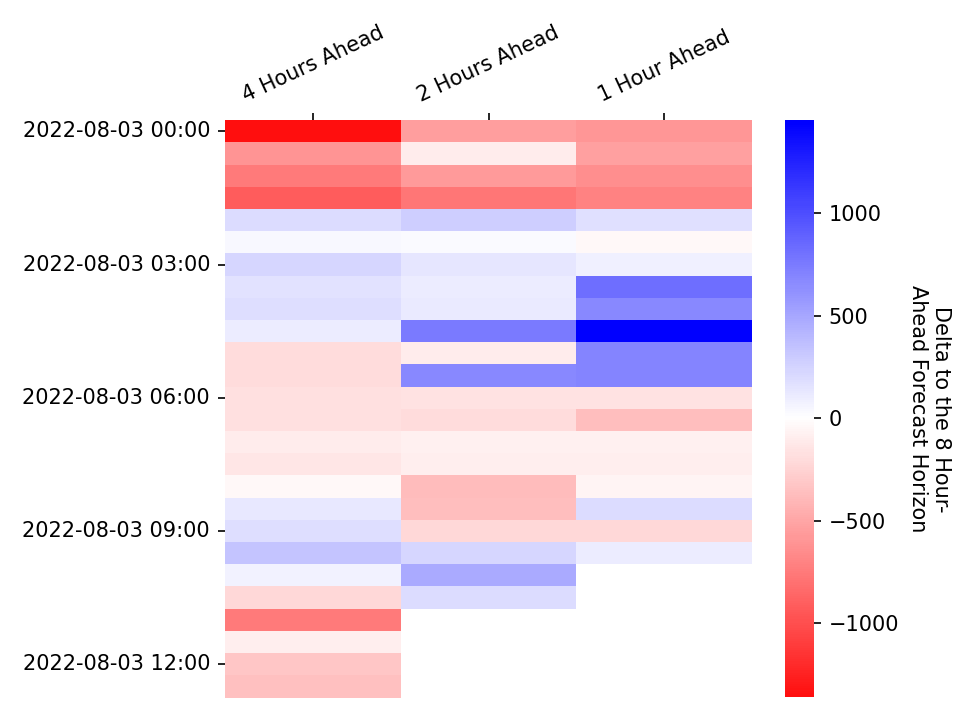 4 Hours Ahead
2 Hours Ahead
1 Hour Ahead
2022-08-03 00:00
2022-08-03 03:00
2022-08-03 06:00
2022-08-03 09:00
2022-08-03 12:00
1000
500
0
−500
−1000
Delta to the 8 Hour-
Ahead Forecast Horizon